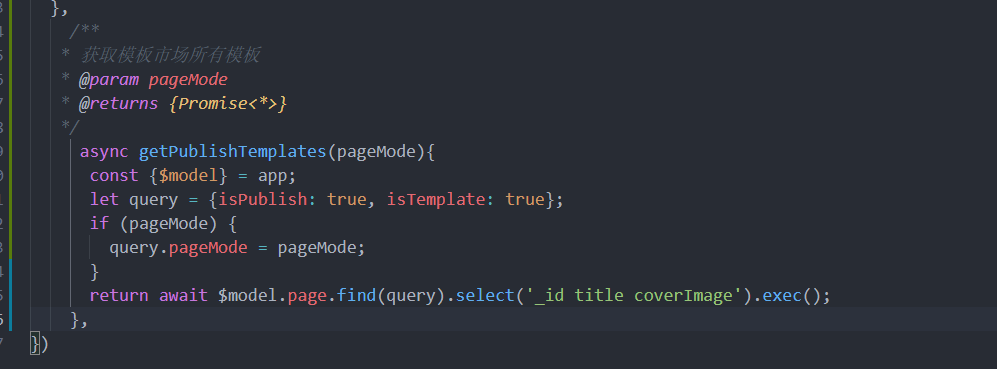 },
/**
* 获取模板市场所有模板
* @param pageMode
* @returns {Promise<*>}
*/
async getPublishTemplates(pageMode){
const {$model} = app;
let query = {isPublish: true, isTemplate: true};
if (pageMode) {
query.pageMode = pageMode;
}
return await $model.page.find(query).select('_id title coverImage').exec();
},
})